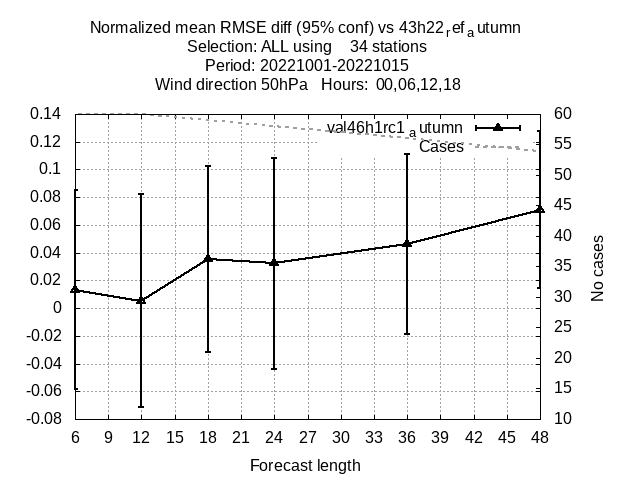 Normalized mean RMSE diff (95% conf) vs 43h22refautumn
Selection: ALL using 34 stations
Period: 20221001-20221015
Wind direction 50hPa Hours: 00,06,12,18
val46h1rc1autumn
Cases
0.14
0.12
0.1
0.08
0.06
0.04
0.02
0
-0.02
-0.04
-0.06
-0.08
60
55
50
45
40
35
30
25
20
15
10
No cases
6 9 12 15 18 21 24 27 30 33 36 39 42 45 48
Forecast length